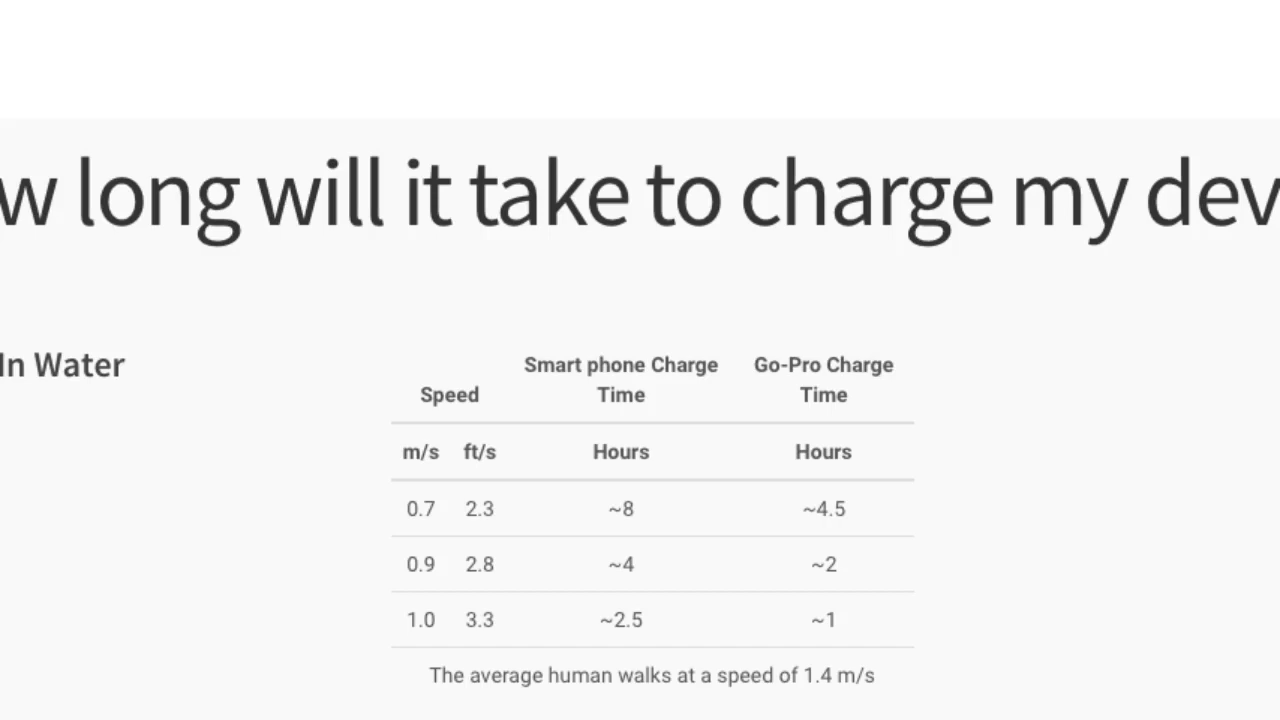 w long will it take to charge my dev
In Water
Smart phone Charge Go-Pro Charge
Speed Time Time
m/s ft/s Hours Hours
0.7 2.3 ~8 ~4.5
0.9 2.8 ~4 ~2
1.0 3.3 ~2.5 ~1
The average human walks at a speed of 1.4 m/s